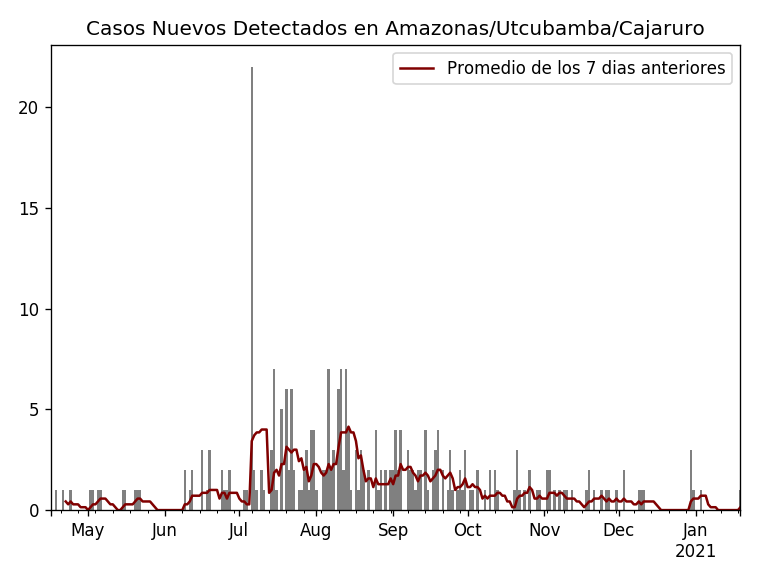 Casos Nuevos Detectados en Amazonas/Utcubamba/Cajaruro
Promedio de los 7 dias anteriores
20
15
10
5
0
May Jun Jul Aug Sep Oct Nov Dec Jan
2021